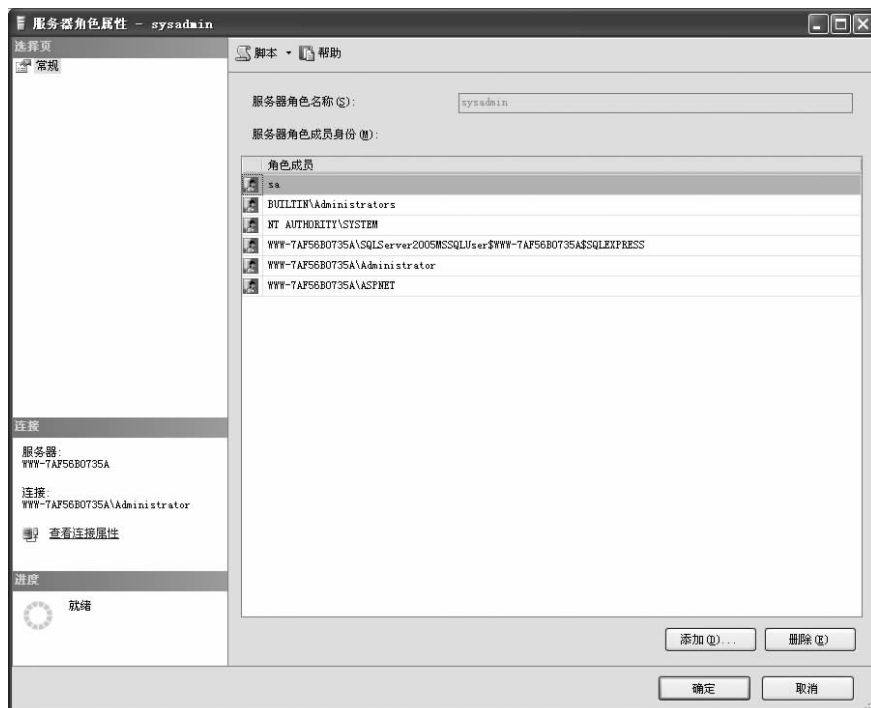 服务器角色属性 - sysadmin
选择页
常规
脚本
帮助
服务器角色名称(S):
sysadmin
服务器角色成员身份(M):
角色成员
sa
BUILTIN\Administrators
NT AUTHORITY\SYSTEM
WWW-7AF56B0735A\SQLServer2005MSSQLUser$WWW-7AF56B0735A$SQLEXPRESS
WWW-7AF56B0735A\Administrator
WWW-7AF56B0735A\ASPNET
连接
服务器:
WWW-7AF56B0735A
连接:
WWW-7AF56B0735A\Administrator
查看连接属性
进度
就绪
添加(D)...
删除(E)
确定
取消